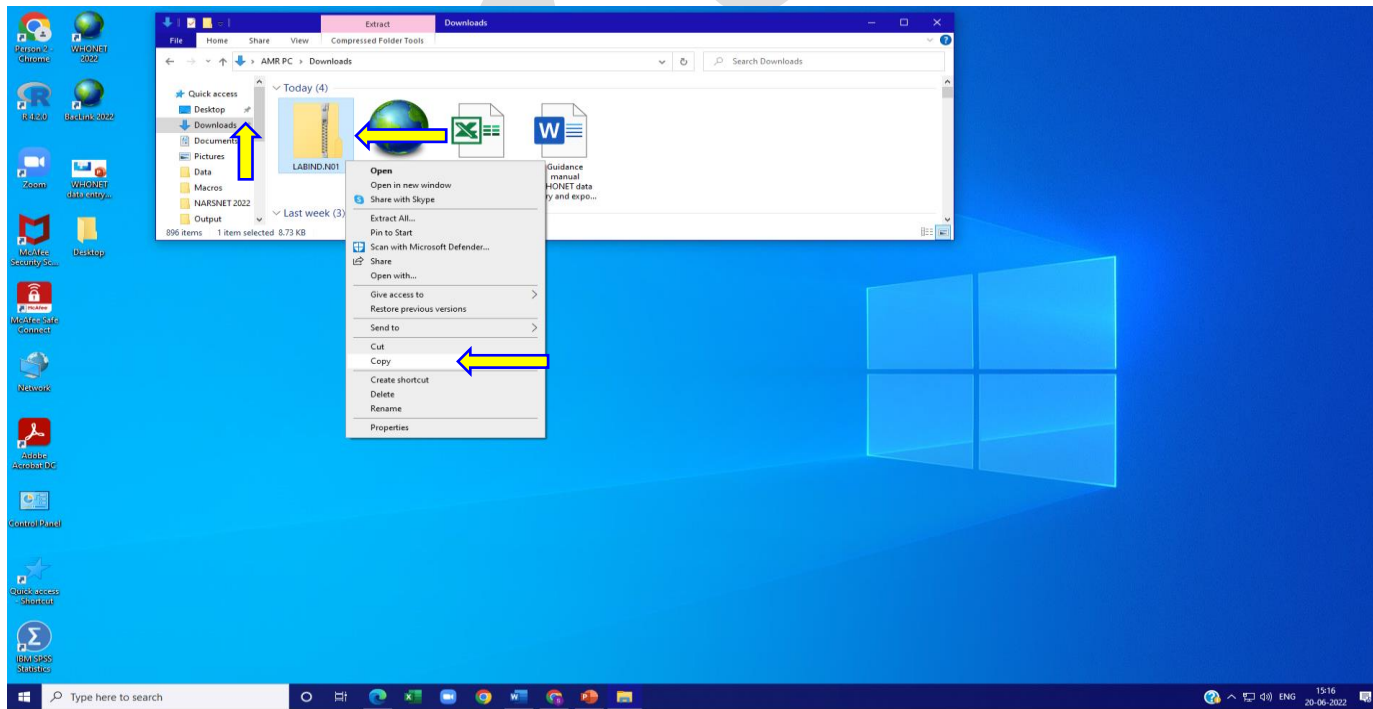 Extract
Downloads
File Home Share View Compressed Folder Tools
AMR PC > Downloads
Search Downloads
Quick access
Desktop
Downloads
Documents
Pictures
Data
Macros
NARSNET 2022
Output
Today (4)
LABIND.N01
Guidance
manual
HONET data
ry and expo...
Last week (3)
896 items 1 item selected 8.73 KB
Open
Open in new window
Share with Skype
Extract All...
Pin to Start
Scan with Microsoft Defender...
Share
Open with...
Give access to
Restore previous versions
Send to
Cut
Copy
Create shortcut
Delete
Rename
Properties
Person 2 -
Chrome
WHONET
2022
R 4.2.0
BacLink 2022
Zoom
WHONET
data entry...
McAfee
Security Sc...
Desktop
McAfee Safe
Connect
Network
Adobe
Acrobat DC
Control Panel
Quick access
- Shortcut
IBM SPSS
Statistics
Type here to search
ENG
15:16
20-06-2022